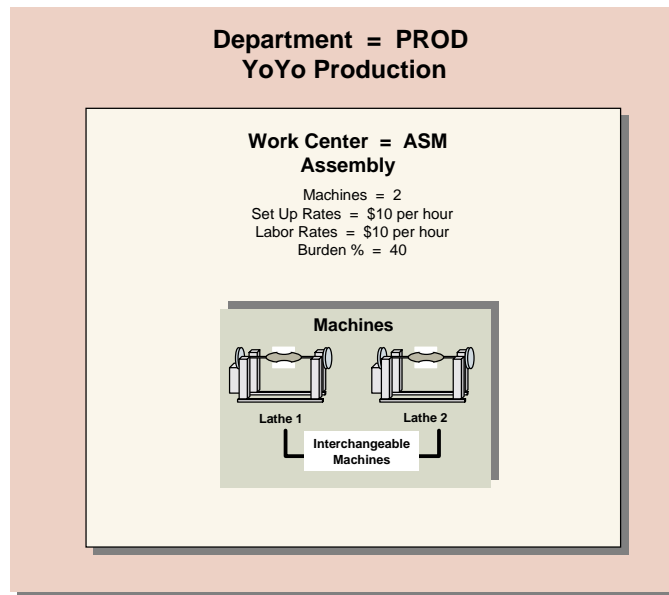 Department = PROD
YoYo Production
Work Center = ASM
Assembly
Machines = 2
Set Up Rates = $10 per hour
Labor Rates = $10 per hour
Burden % = 40
Machines
Lathe 1
Lathe 2
Interchangeable
Machines